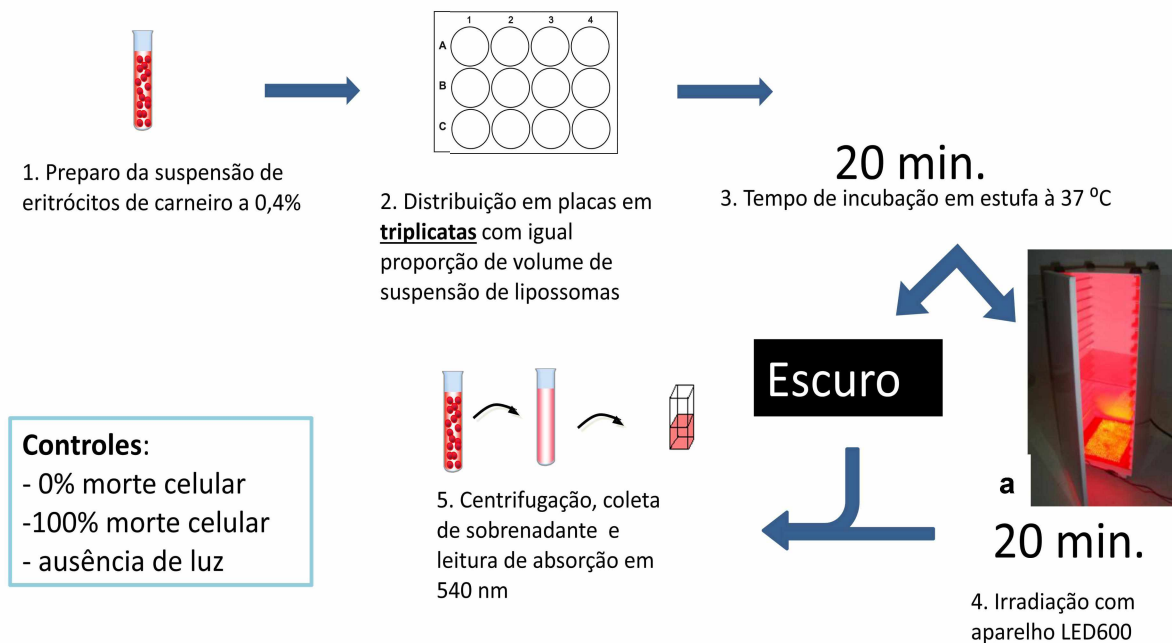 1. Preparo da suspensão de
eritrócitos de carneiro a 0,4%
1 2 3 4
A
B
C
2. Distribuição em placas em
triplicatas com igual
proporção de volume de
suspensão de lipossomas
20 min.
3. Tempo de incubação em estufa à 37 ⁰C
Escuro
a
20 min.
4. Irradiação com
aparelho LED600
5. Centrifugação, coleta
de sobrenadante e
leitura de absorção em
540 nm
Controles:
- 0% morte celular
-100% morte celular
- ausência de luz